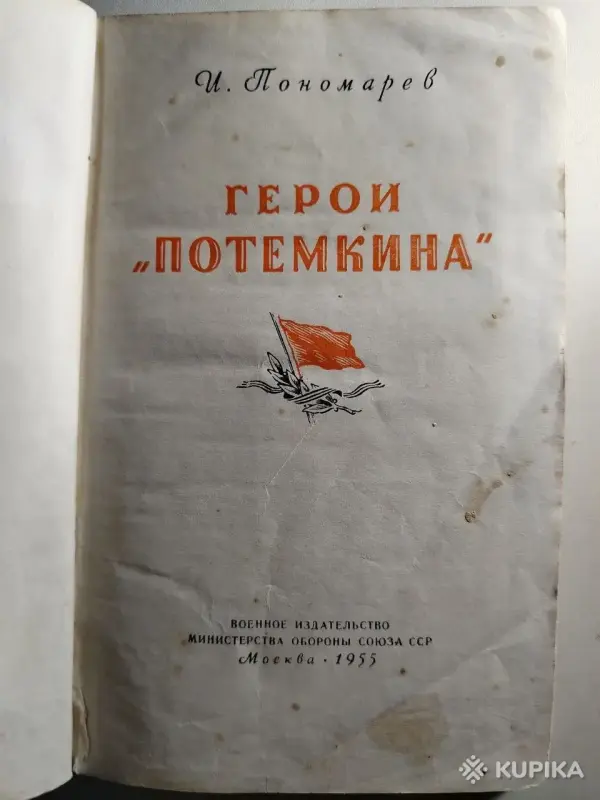 И. Пономарев
ГЕРОИ
„ПОТЕМКИНА"
ВОЕННОЕ ИЗДАТЕЛЬСТВО
МИНИСТЕРСТВА ОБОРОНЫ СОЮЗА ССР
Москва · 1955
KUPIKA